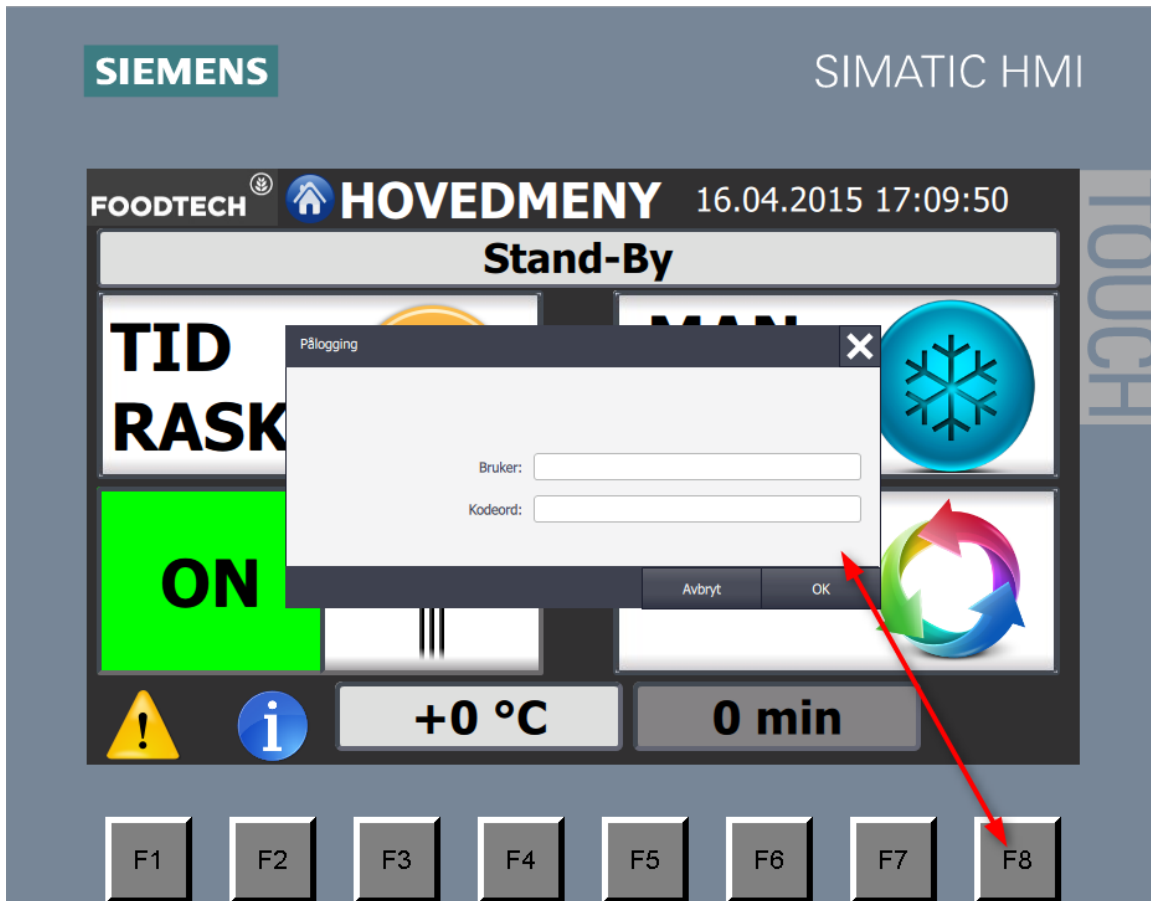 SIEMENS
SIMATIC HMI
TOUCH
FOODTECH
HOVEDMENY
16.04.2015 17:09:50
Stand-By
TID
RASK
MAN
Pålogging
Bruker:
Kodeord:
Avbryt
OK
ON
+0 °C
0 min
F1
F2
F3
F4
F5
F6
F7
F8